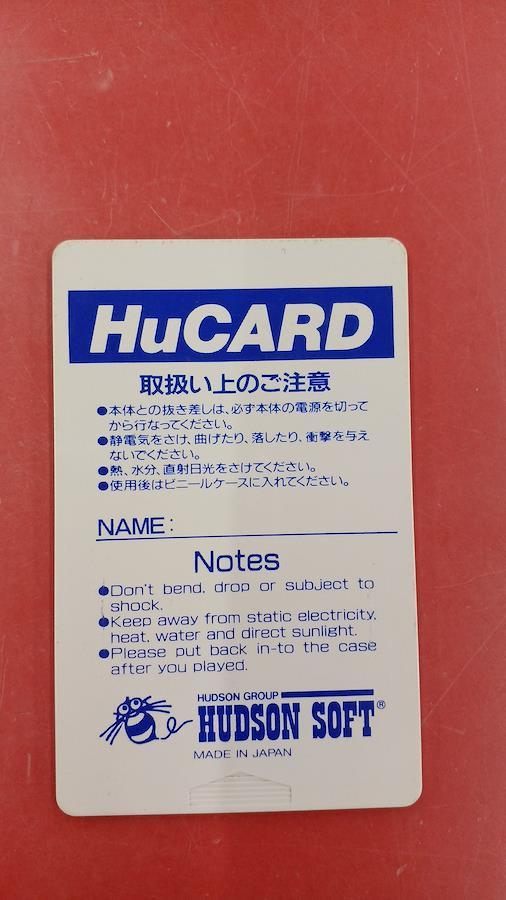 HuCARD
取扱い上のご注意
●本体との抜き差しは、必ず本体の電源を切って
から行なってください。
●静電気をさけ、曲げたり、落したり、衝撃を与え
ないでください。
●熱、水分、直射日光をさけてください。
●使用後はビニールケースに入れてください。
NAME:
Notes
●Don't bend, drop or subject to
shock.
●Keep away from static electricity,
heat, water and direct sunlight.
●Please put back in-to the case
after you played.
HUDSON GROUP
HUDSON SOFT®
MADE IN JAPAN